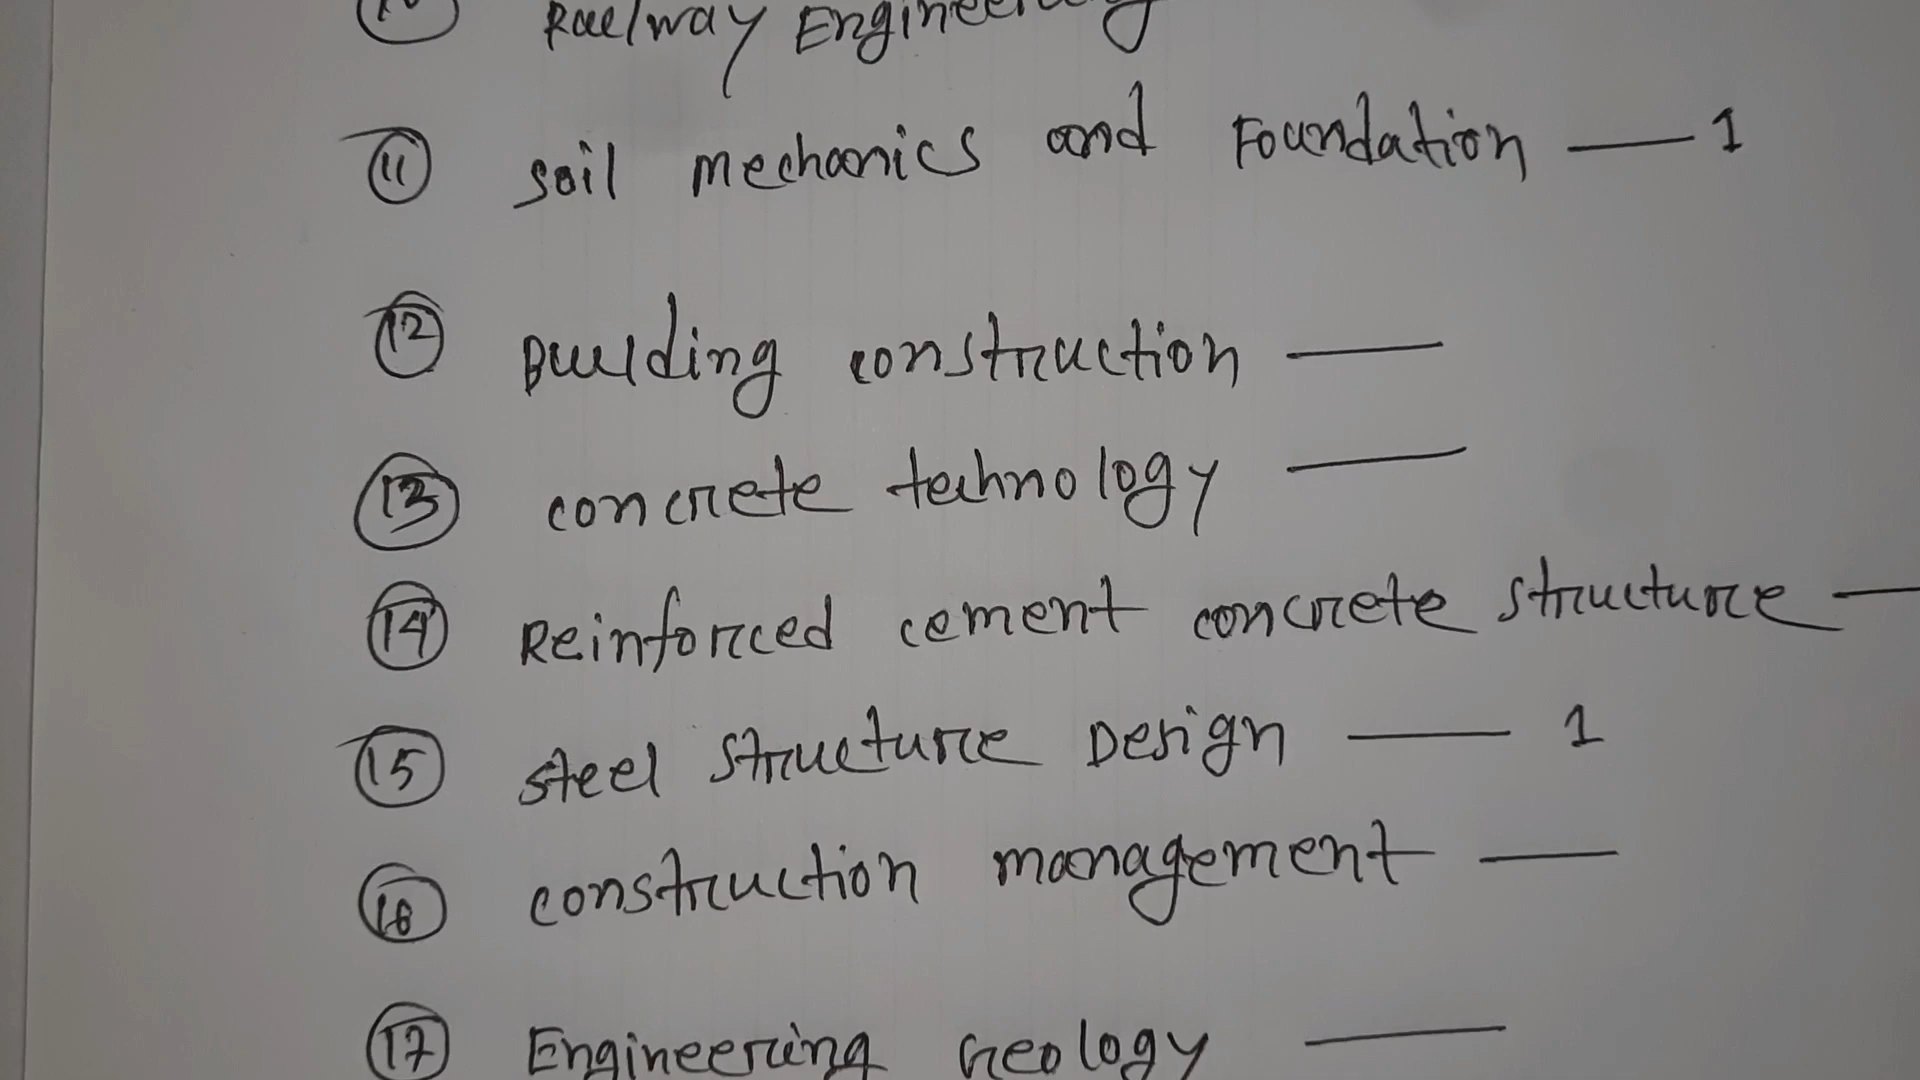 Railway Engineering
11 soil mechanics and Foundation — 1
12 Building construction —
13 concrete technology —
14 Reinforced cement concrete structure —
15 steel structure Design — 1
16 construction management —
17 Engineering Geology —